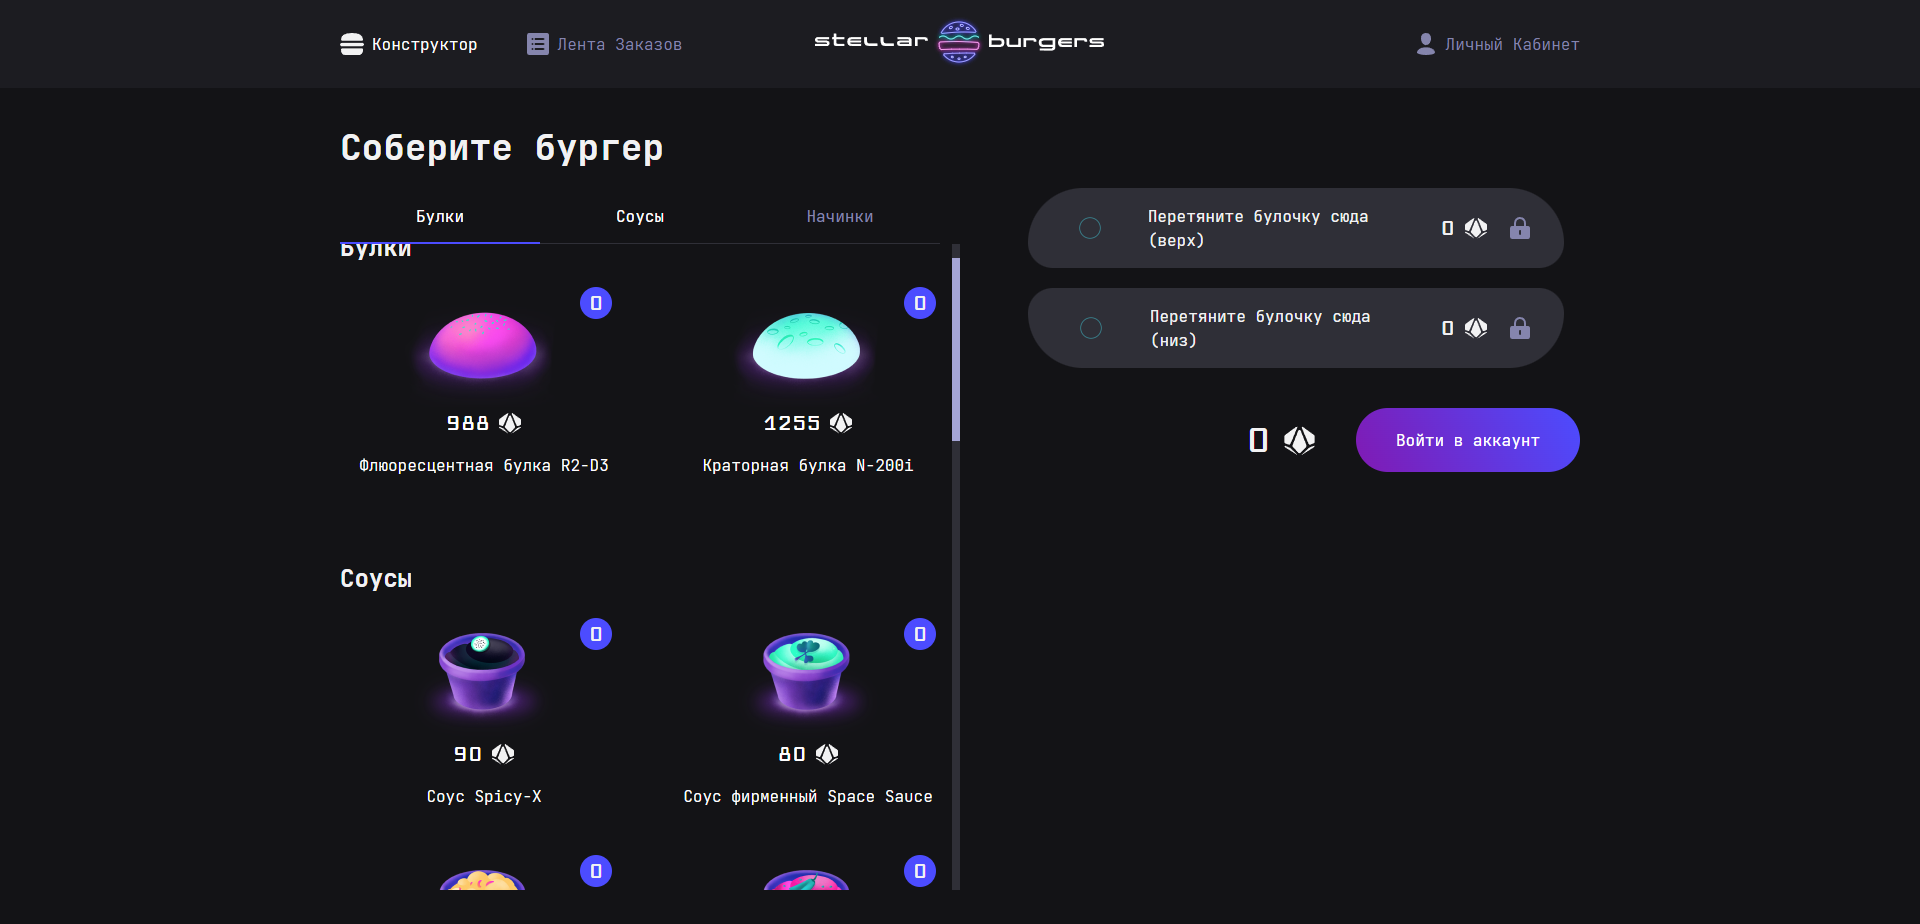 Конструктор
Лента Заказов
stellar burgers
Личный Кабинет
Соберите бургер
Булки
Соусы
Начинки
Булки
0
0
988
1255
Флюоресцентная булка R2-D3
Краторная булка N-200i
Соусы
0
0
90
80
Соус Spicy-X
Соус фирменный Space Sauce
0
0
Перетяните булочку сюда
(верх)
0
Перетяните булочку сюда
(низ)
0
0
Войти в аккаунт